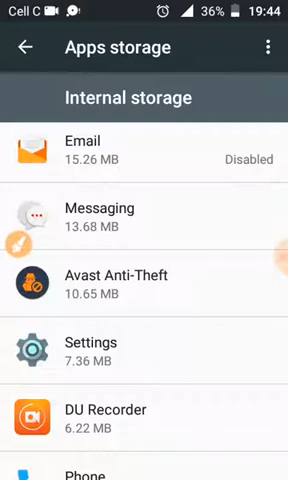 Cell C 36% 19:44
Apps storage
Internal storage
Email
15.26 MB Disabled
Messaging
13.68 MB
Avast Anti-Theft
10.65 MB
Settings
7.36 MB
DU Recorder
6.22 MB
Phone